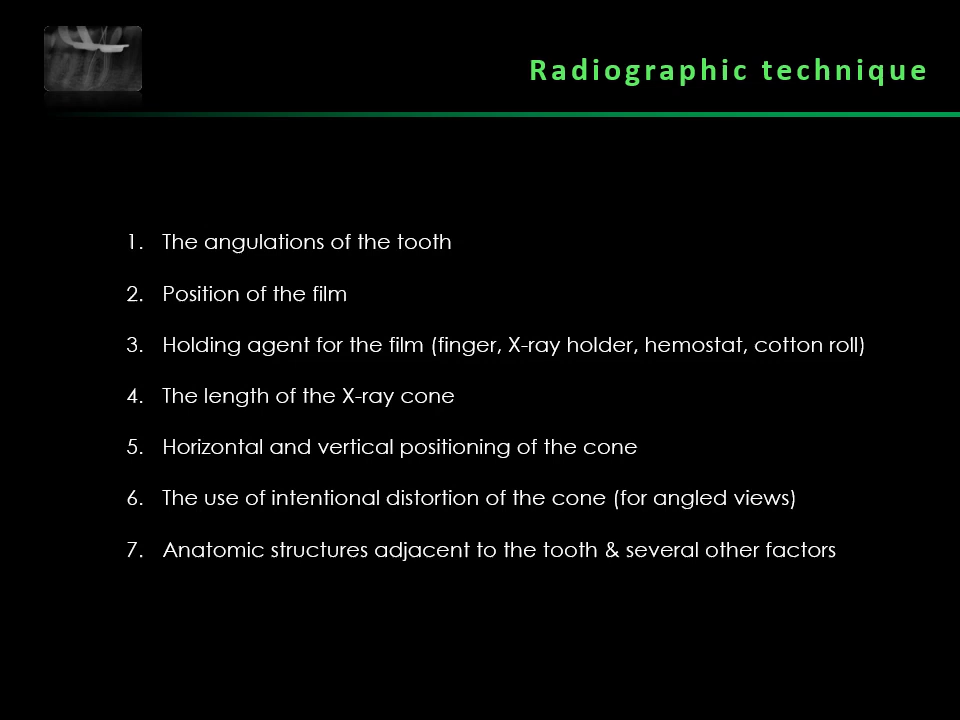 Radiographic technique
1. The angulations of the tooth
2. Position of the film
3. Holding agent for the film (finger, X-ray holder, hemostat, cotton roll)
4. The length of the X-ray cone
5. Horizontal and vertical positioning of the cone
6. The use of intentional distortion of the cone (for angled views)
7. Anatomic structures adjacent to the tooth & several other factors